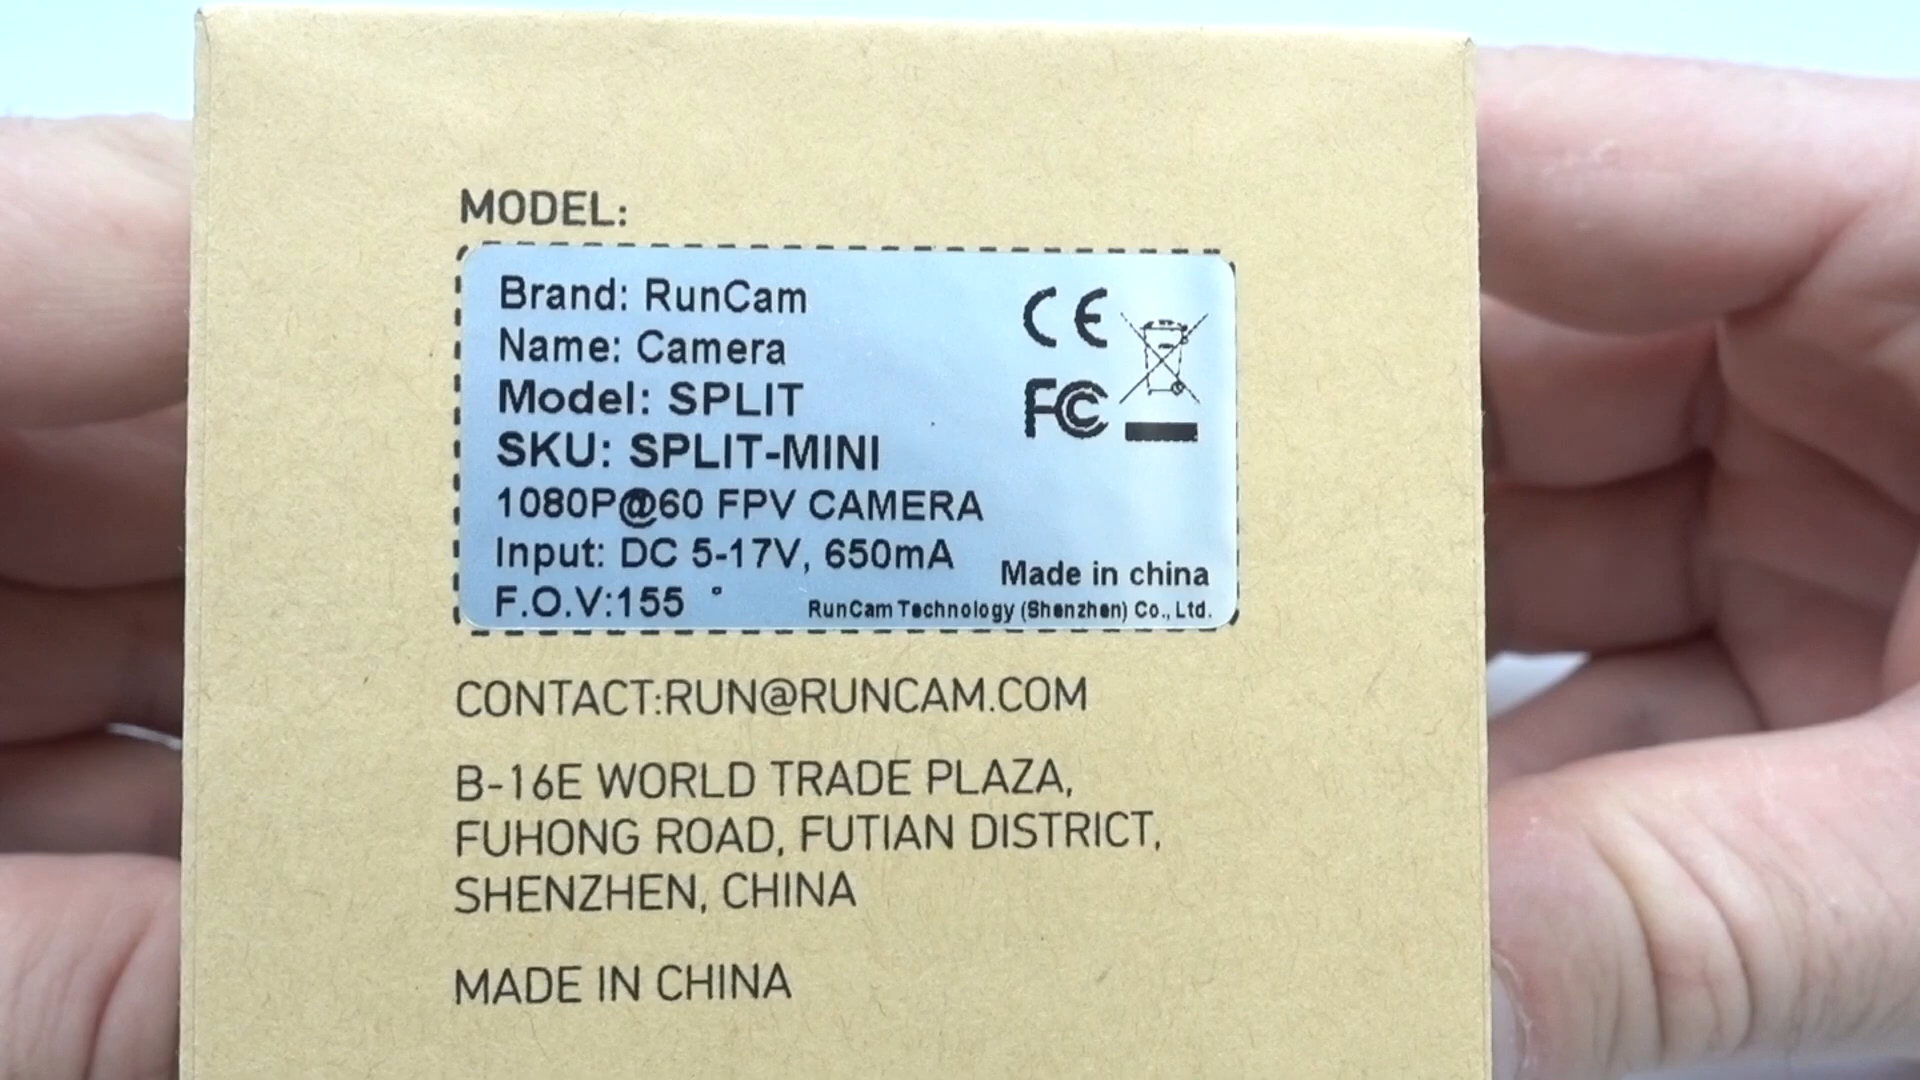 MODEL:
Brand: RunCam
Name: Camera
Model: SPLIT
SKU: SPLIT-MINI
1080P@60 FPV CAMERA
Input: DC 5-17V, 650mA
F.O.V:155 °
CE
FC
Made in china
RunCam Technology (Shenzhen) Co., Ltd.
CONTACT:RUN@RUNCAM.COM
B-16E WORLD TRADE PLAZA,
FUHONG ROAD, FUTIAN DISTRICT,
SHENZHEN, CHINA
MADE IN CHINA